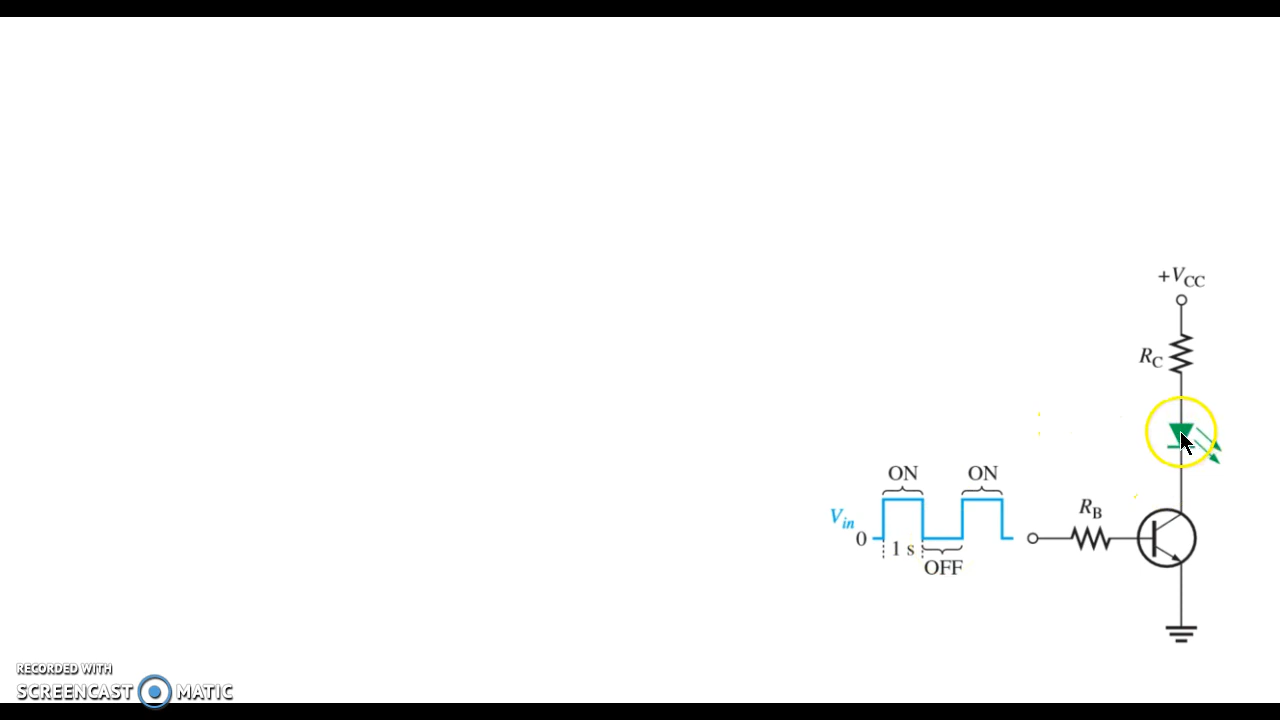 +VCC
RC
ON
ON
RB
Vin
0
1 s
OFF
RECORDED WITH
SCREENCAST MATIC